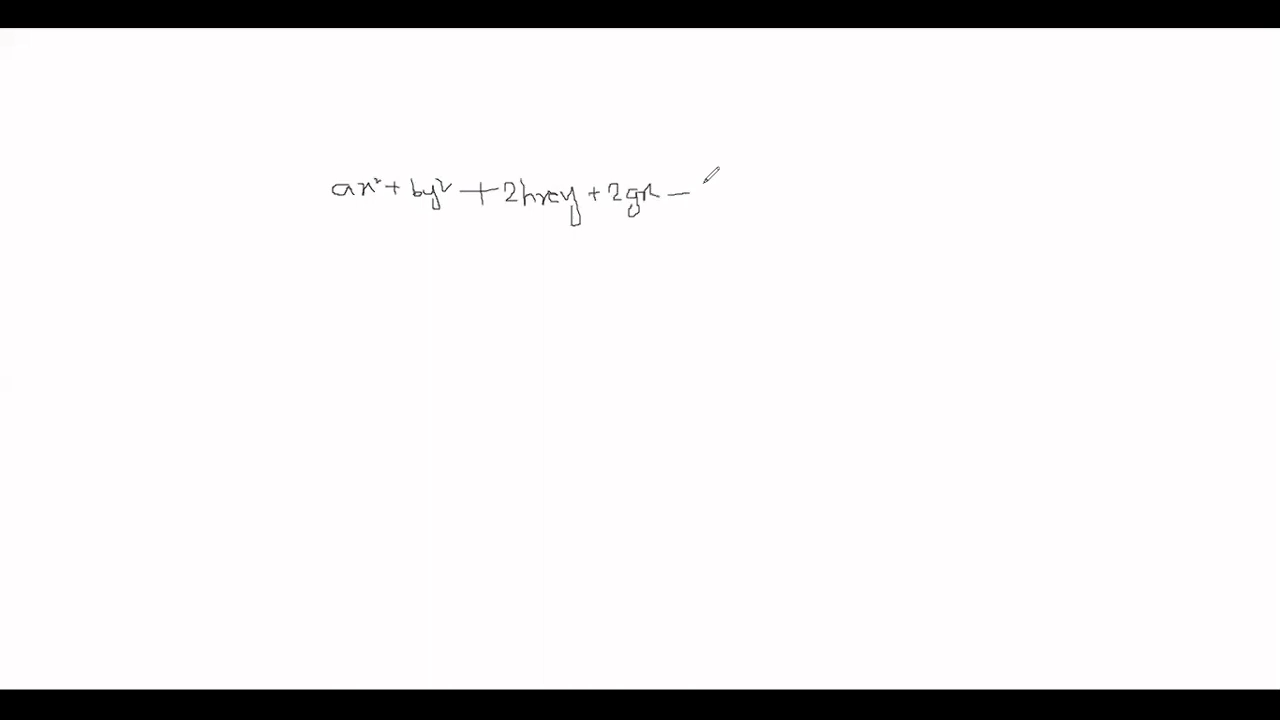 ax² + by² + 2hxy + 2gx –